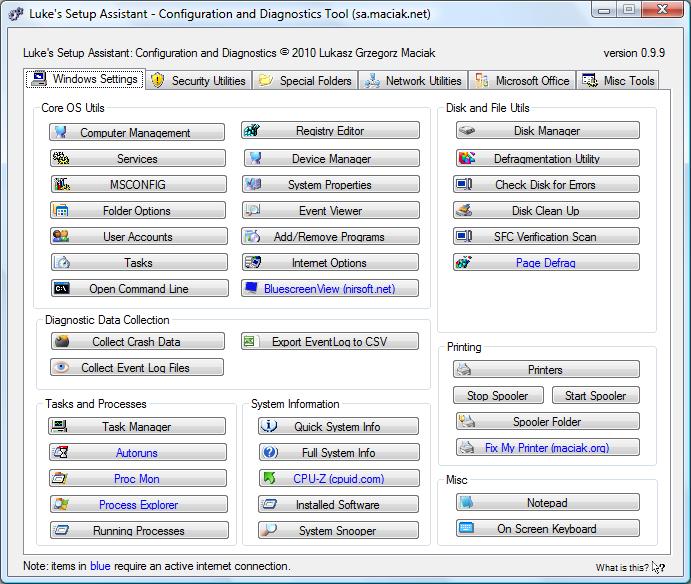 Luke's Setup Assistant - Configuration and Diagnostics Tool (sa.maciak.net)
Luke's Setup Assistant: Configuration and Diagnostics © 2010 Lukasz Grzegorz Maciak
version 0.9.9
Windows Settings
Security Utilities
Special Folders
Network Utilities
Microsoft Office
Misc Tools
Core OS Utils
Computer Management
Registry Editor
Services
Device Manager
MSCONFIG
System Properties
Folder Options
Event Viewer
User Accounts
Add/Remove Programs
Tasks
Internet Options
C:\
Open Command Line
BluescreenView (nirsoft.net)
Disk and File Utils
Disk Manager
Defragmentation Utility
Check Disk for Errors
Disk Clean Up
SFC Verification Scan
Page Defrag
Diagnostic Data Collection
Collect Crash Data
Export EventLog to CSV
Collect Event Log Files
Printing
Printers
Stop Spooler
Start Spooler
Spooler Folder
Fix My Printer (maciak.org)
Tasks and Processes
Task Manager
Autoruns
Proc Mon
Process Explorer
Running Processes
System Information
Quick System Info
Full System Info
CPU-Z (cpuid.com)
Installed Software
System Snooper
Misc
Notepad
On Screen Keyboard
Note: items in blue require an active internet connection.
What is this? ?